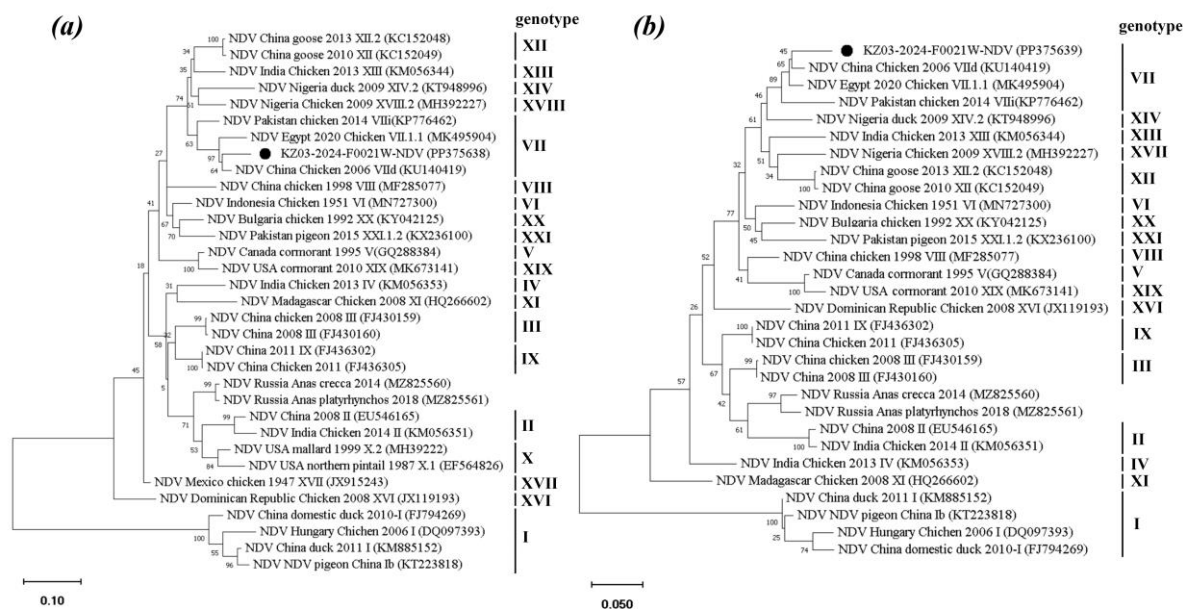 (a)
genotype
NDV China goose 2013 XII.2 (KC152048)
NDV China goose 2010 XII (KC152049)
XII
NDV India Chicken 2013 XIII (KM056344)
XIII
NDV Nigeria duck 2009 XIV.2 (KT948996)
XIV
NDV Nigeria Chicken 2009 XVIII.2 (MH392227)
XVIII
NDV Pakistan chicken 2014 VIIi(KP776462)
NDV Egypt 2020 Chicken VII.1.1 (MK495904)
KZ03-2024-F0021W-NDV (PP375638)
NDV China Chicken 2006 VIId (KU140419)
VII
NDV China chicken 1998 VIII (MF285077)
VIII
NDV Indonesia Chicken 1951 VI (MN727300)
VI
NDV Bulgaria chicken 1992 XX (KY042125)
XX
NDV Pakistan pigeon 2015 XXI.1.2 (KX236100)
XXI
NDV Canada cormorant 1995 V(GQ288384)
V
NDV USA cormorant 2010 XIX (MK673141)
XIX
NDV India Chicken 2013 IV (KM056353)
IV
NDV Madagascar Chicken 2008 XI (HQ266602)
XI
NDV China chicken 2008 III (FJ430159)
NDV China 2008 III (FJ430160)
III
NDV China 2011 IX (FJ436302)
NDV China Chicken 2011 (FJ436305)
IX
NDV Russia Anas crecca 2014 (MZ825560)
NDV Russia Anas platyrhynchos 2018 (MZ825561)
NDV China 2008 II (EU546165)
NDV India Chicken 2014 II (KM056351)
II
NDV USA mallard 1999 X.2 (MH39222)
NDV USA northern pintail 1987 X.1 (EF564826)
X
NDV Mexico chicken 1947 XVII (JX915243)
XVII
NDV Dominican Republic Chicken 2008 XVI (JX119193)
XVI
NDV China domestic duck 2010-I (FJ794269)
NDV Hungary Chichen 2006 I (DQ097393)
NDV China duck 2011 I (KM885152)
NDV NDV pigeon China Ib (KT223818)
I
100
34
35
74
51
63
97
64
27
41
67
70
100
10
31
99
22
58
100
5
45
99
71
99
53
84
100
55
96
0.10
(b)
genotype
KZ03-2024-F0021W-NDV (PP375639)
NDV China Chicken 2006 VIId (KU140419)
NDV Egypt 2020 Chicken VII.1.1 (MK495904)
NDV Pakistan chicken 2014 VIIi(KP776462)
VII
NDV Nigeria duck 2009 XIV.2 (KT948996)
XIV
NDV India Chicken 2013 XIII (KM056344)
XIII
NDV Nigeria Chicken 2009 XVIII.2 (MH392227)
XVII
NDV China goose 2013 XII.2 (KC152048)
NDV China goose 2010 XII (KC152049)
XII
NDV Indonesia Chicken 1951 VI (MN727300)
VI
NDV Bulgaria chicken 1992 XX (KY042125)
XX
NDV Pakistan pigeon 2015 XXI.1.2 (KX236100)
XXI
NDV China chicken 1998 VIII (MF285077)
VIII
NDV Canada cormorant 1995 V(GQ288384)
V
NDV USA cormorant 2010 XIX (MK673141)
XIX
NDV Dominican Republic Chicken 2008 XVI (JX119193)
XVI
NDV China 2011 IX (FJ436302)
NDV China Chicken 2011 (FJ436305)
IX
NDV China chicken 2008 III (FJ430159)
NDV China 2008 III (FJ430160)
III
NDV Russia Anas crecca 2014 (MZ825560)
NDV Russia Anas platyrhynchos 2018 (MZ825561)
NDV China 2008 II (EU546165)
NDV India Chicken 2014 II (KM056351)
II
NDV India Chicken 2013 IV (KM056353)
IV
NDV Madagascar Chicken 2008 XI (HQ266602)
XI
NDV China duck 2011 I (KM885152)
NDV NDV pigeon China Ib (KT223818)
NDV Hungary Chichen 2006 I (DQ097393)
NDV China domestic duck 2010-I (FJ794269)
I
45
65
89
46
61
51
34
100
32
77
50
45
52
41
100
26
100
67
99
42
97
57
61
100
100
25
74
0.050